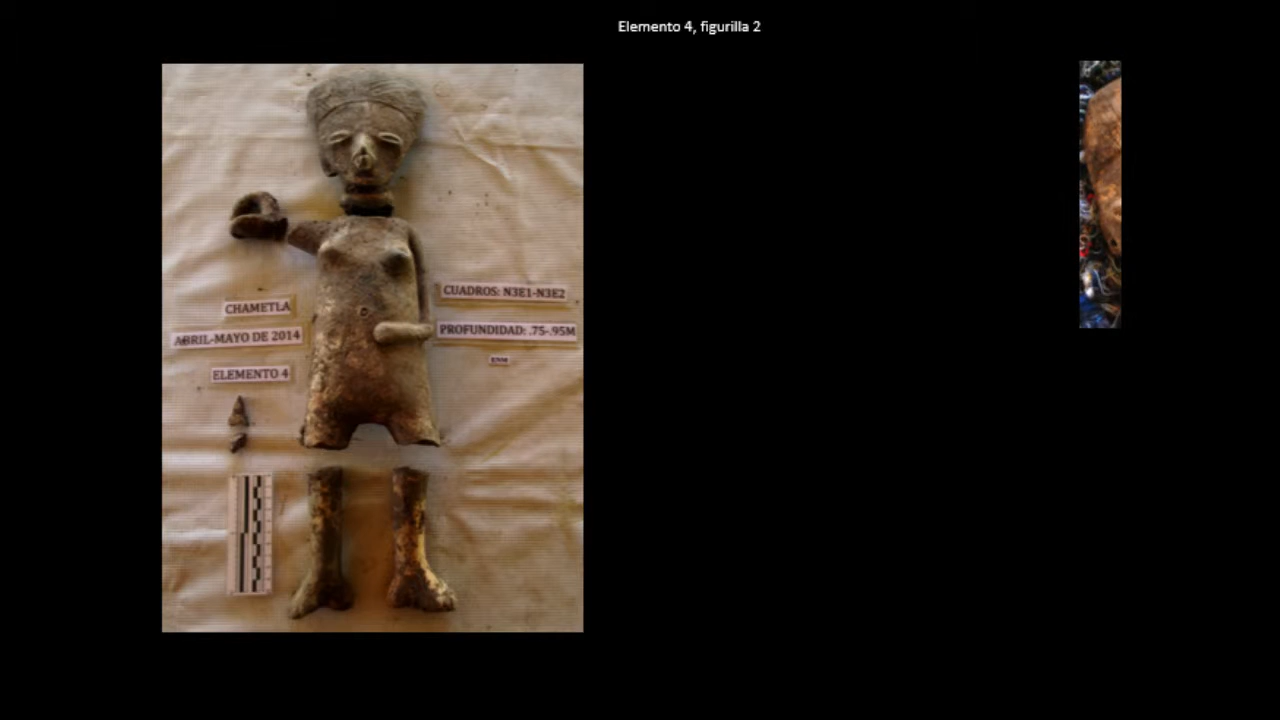 Elemento 4, figurilla 2
CHAMETLA
ABRIL-MAYO DE 2014
ELEMENTO 4
CUADROS: N3E1-N3E2
PROFUNDIDAD: .75-.95M